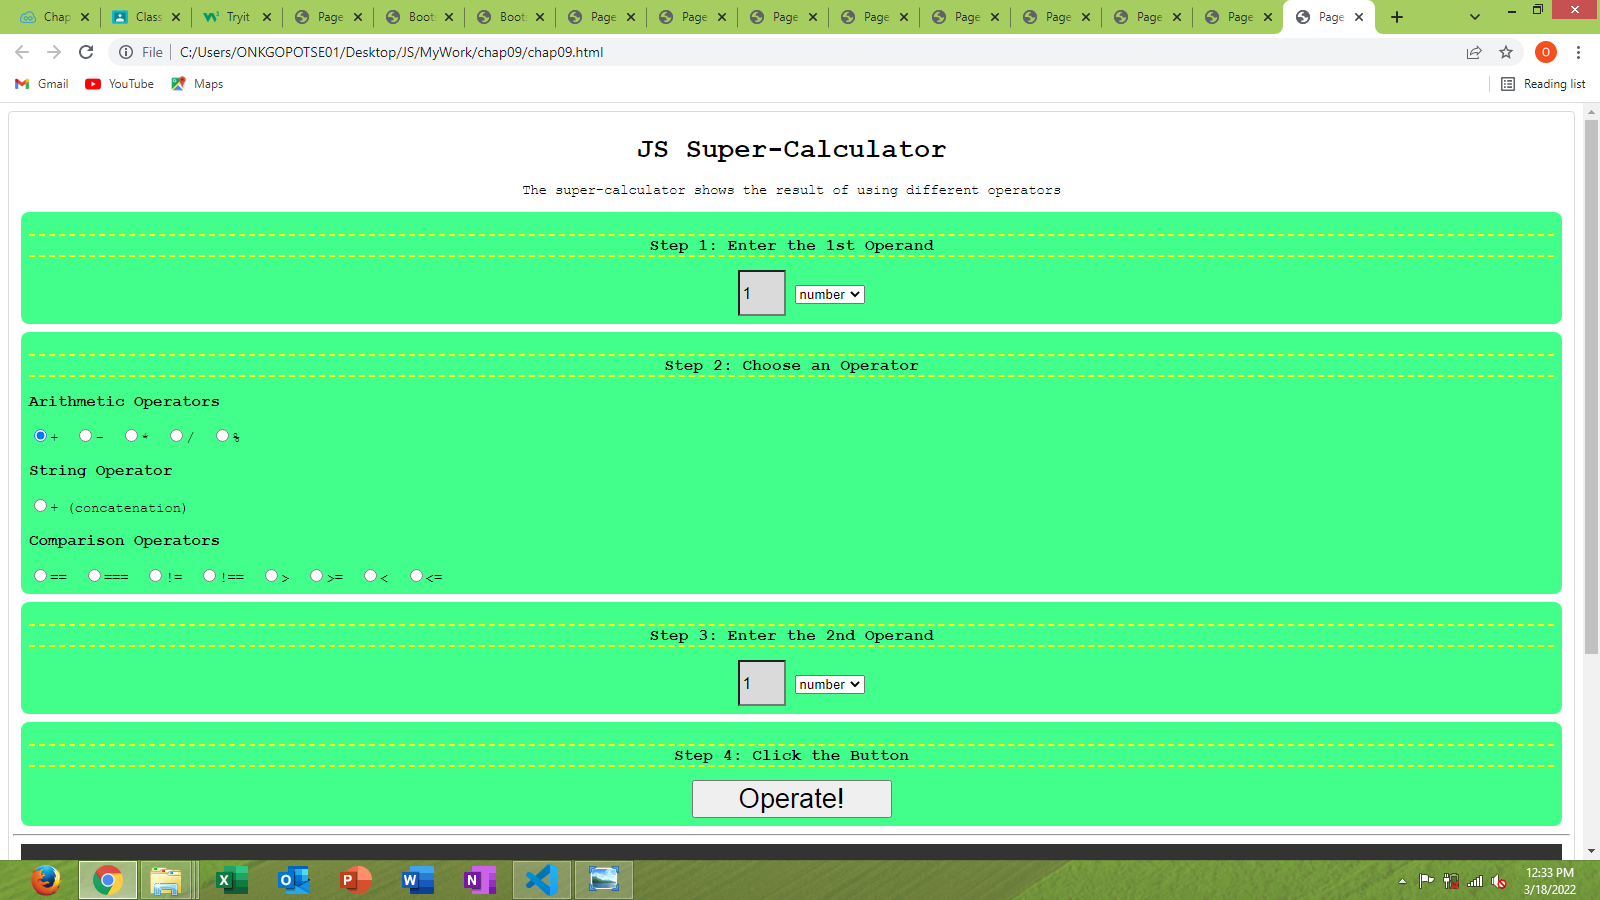 Chap Class Tryit Page Boot Boot Page Page Page Page Page Page Page Page Page
File C:/Users/ONKGOPOTSE01/Desktop/JS/MyWork/chap09/chap09.html O
Gmail YouTube Maps Reading list
JS Super-Calculator
The super-calculator shows the result of using different operators
Step 1: Enter the 1st Operand
1 number
Step 2: Choose an Operator
Arithmetic Operators
+ - * / %
String Operator
+ (concatenation)
Comparison Operators
== === != !== > >= < <=
Step 3: Enter the 2nd Operand
1 number
Step 4: Click the Button
Operate!
12:33 PM
3/18/2022